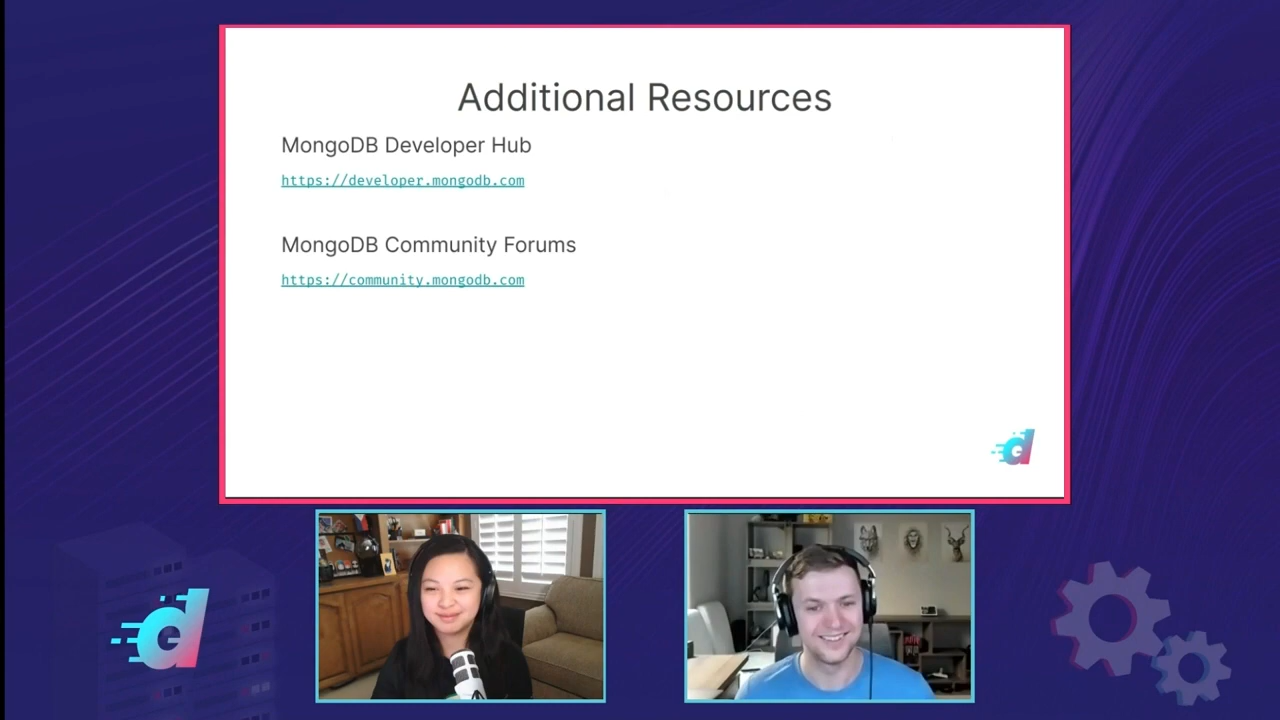 Additional Resources
MongoDB Developer Hub
https://developer.mongodb.com
MongoDB Community Forums
https://community.mongodb.com